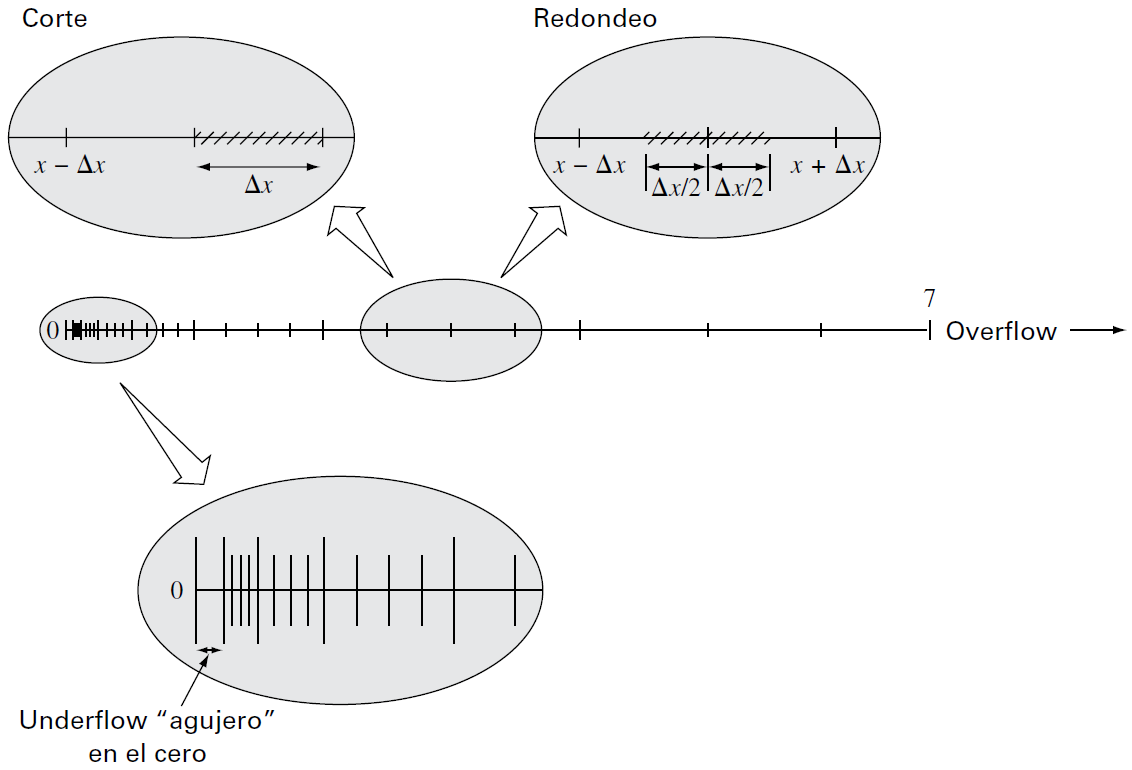 Corte
Redondeo
x − Δx
Δx
x − Δx
Δx/2
Δx/2
x + Δx
0
7
Overflow
0
Underflow “agujero”
en el cero